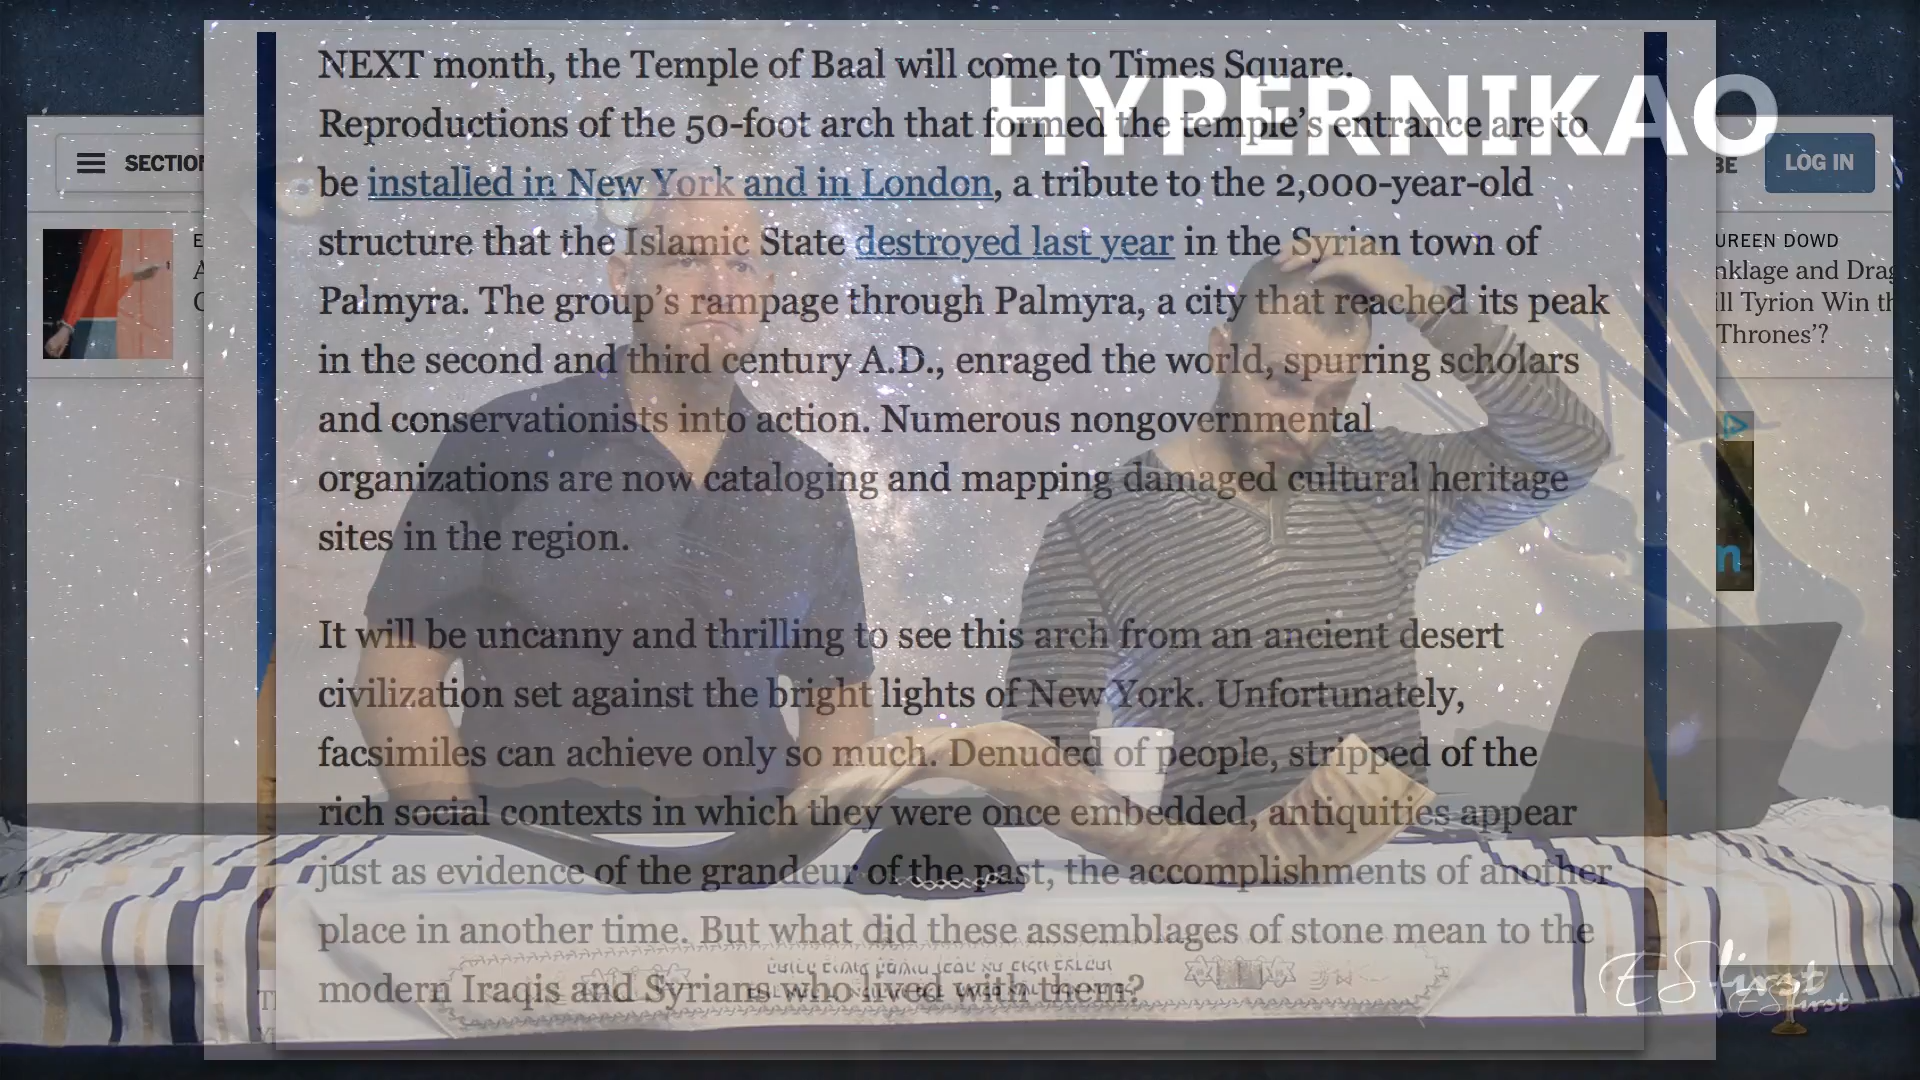 HYPERNIKAO
NEXT month, the Temple of Baal will come to Times Square.
Reproductions of the 50-foot arch that formed the temple’s entrance are to
be installed in New York and in London, a tribute to the 2,000-year-old
structure that the Islamic State destroyed last year in the Syrian town of
Palmyra. The group’s rampage through Palmyra, a city that reached its peak
in the second and third century A.D., enraged the world, spurring scholars
and conservationists into action. Numerous nongovernmental
organizations are now cataloging and mapping damaged cultural heritage
sites in the region.
It will be uncanny and thrilling to see this arch from an ancient desert
civilization set against the bright lights of New York. Unfortunately,
facsimiles can achieve only so much. Denuded of people, stripped of the
rich social contexts in which they were once embedded, antiquities appear
just as evidence of the grandeur of the past, the accomplishments of another
place in another time. But what did these assemblages of stone mean to the
modern Iraqis and Syrians who lived with them?
SECTION
BE
LOG IN
UREEN DOWD
nklage and Drag
ill Tyrion Win th
Thrones’?
n
ESfirst
ESfirst